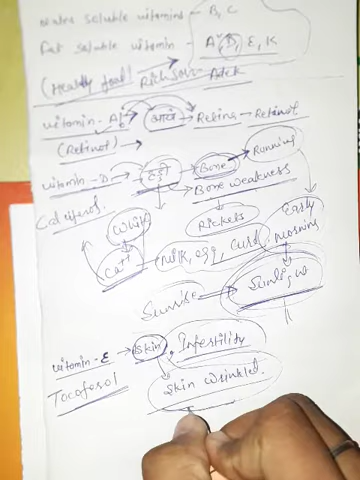 Water soluble vitamins - B, C
Fat soluble vitamin - A D, E, K
(Healthy food) Rich source Adek
vitamin-A → आँख → Retina → Retinol
(Retinol) →
vitamin-D → हड्डी → Bone → Running
→ Bone weakness
Calciferol
Rickets
Early morning
Milk, egg, curd
Ca++
Sunrise
Sunli
vitamin-E → Skin, Infertility
Tocoferol
Skin wrinkled.